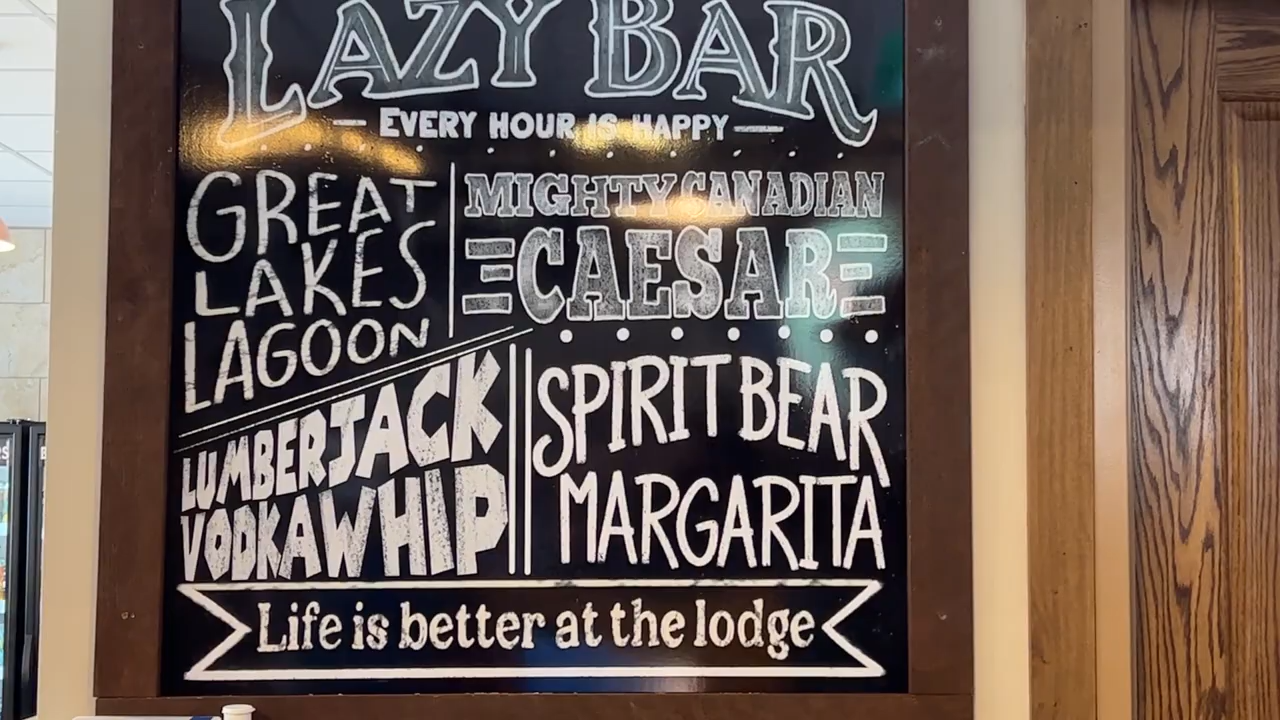 LAZY BAR
EVERY HOUR IS HAPPY
GREAT
LAKES
LAGOON
MIGHTY CANADIAN
CAESAR
LUMBERJACK
VODKA WHIP
SPIRIT BEAR
MARGARITA
Life is better at the lodge